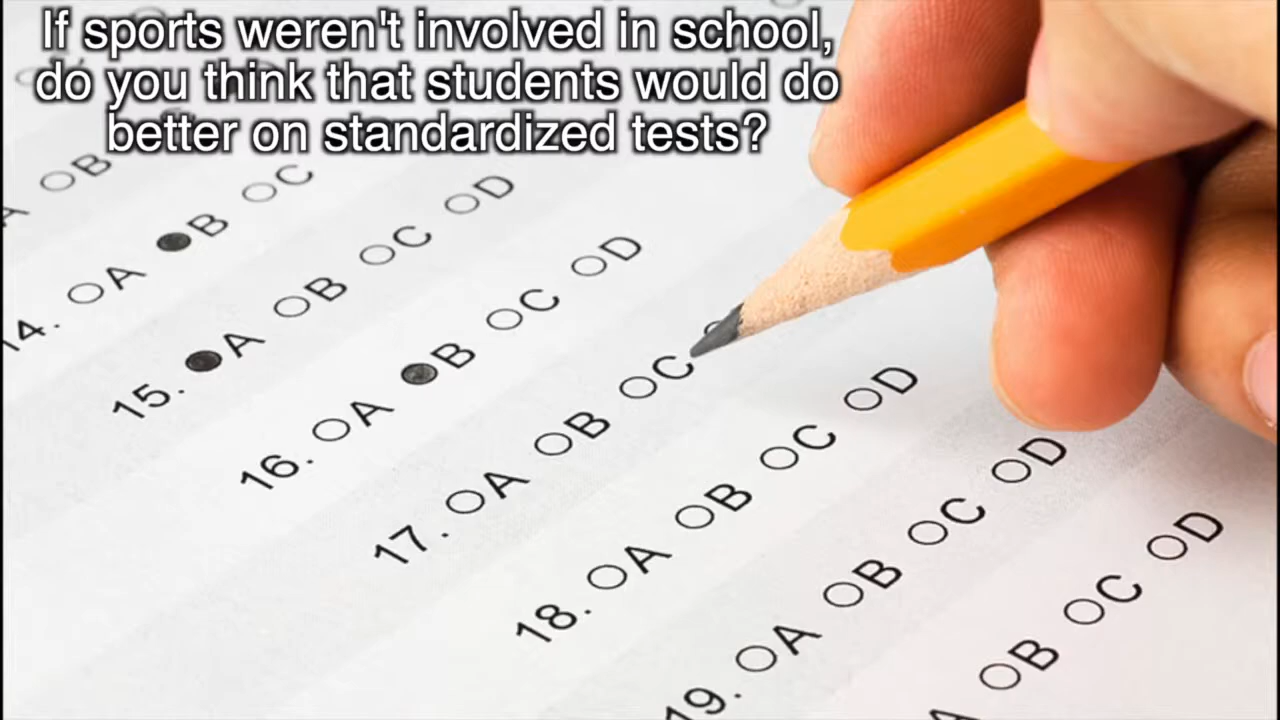 If sports weren't involved in school,
do you think that students would do
better on standardized tests?
B
14. A B C
15. A B C D
16. A B C D
17. A B C
18. A B C D
19. A B C D
B C D